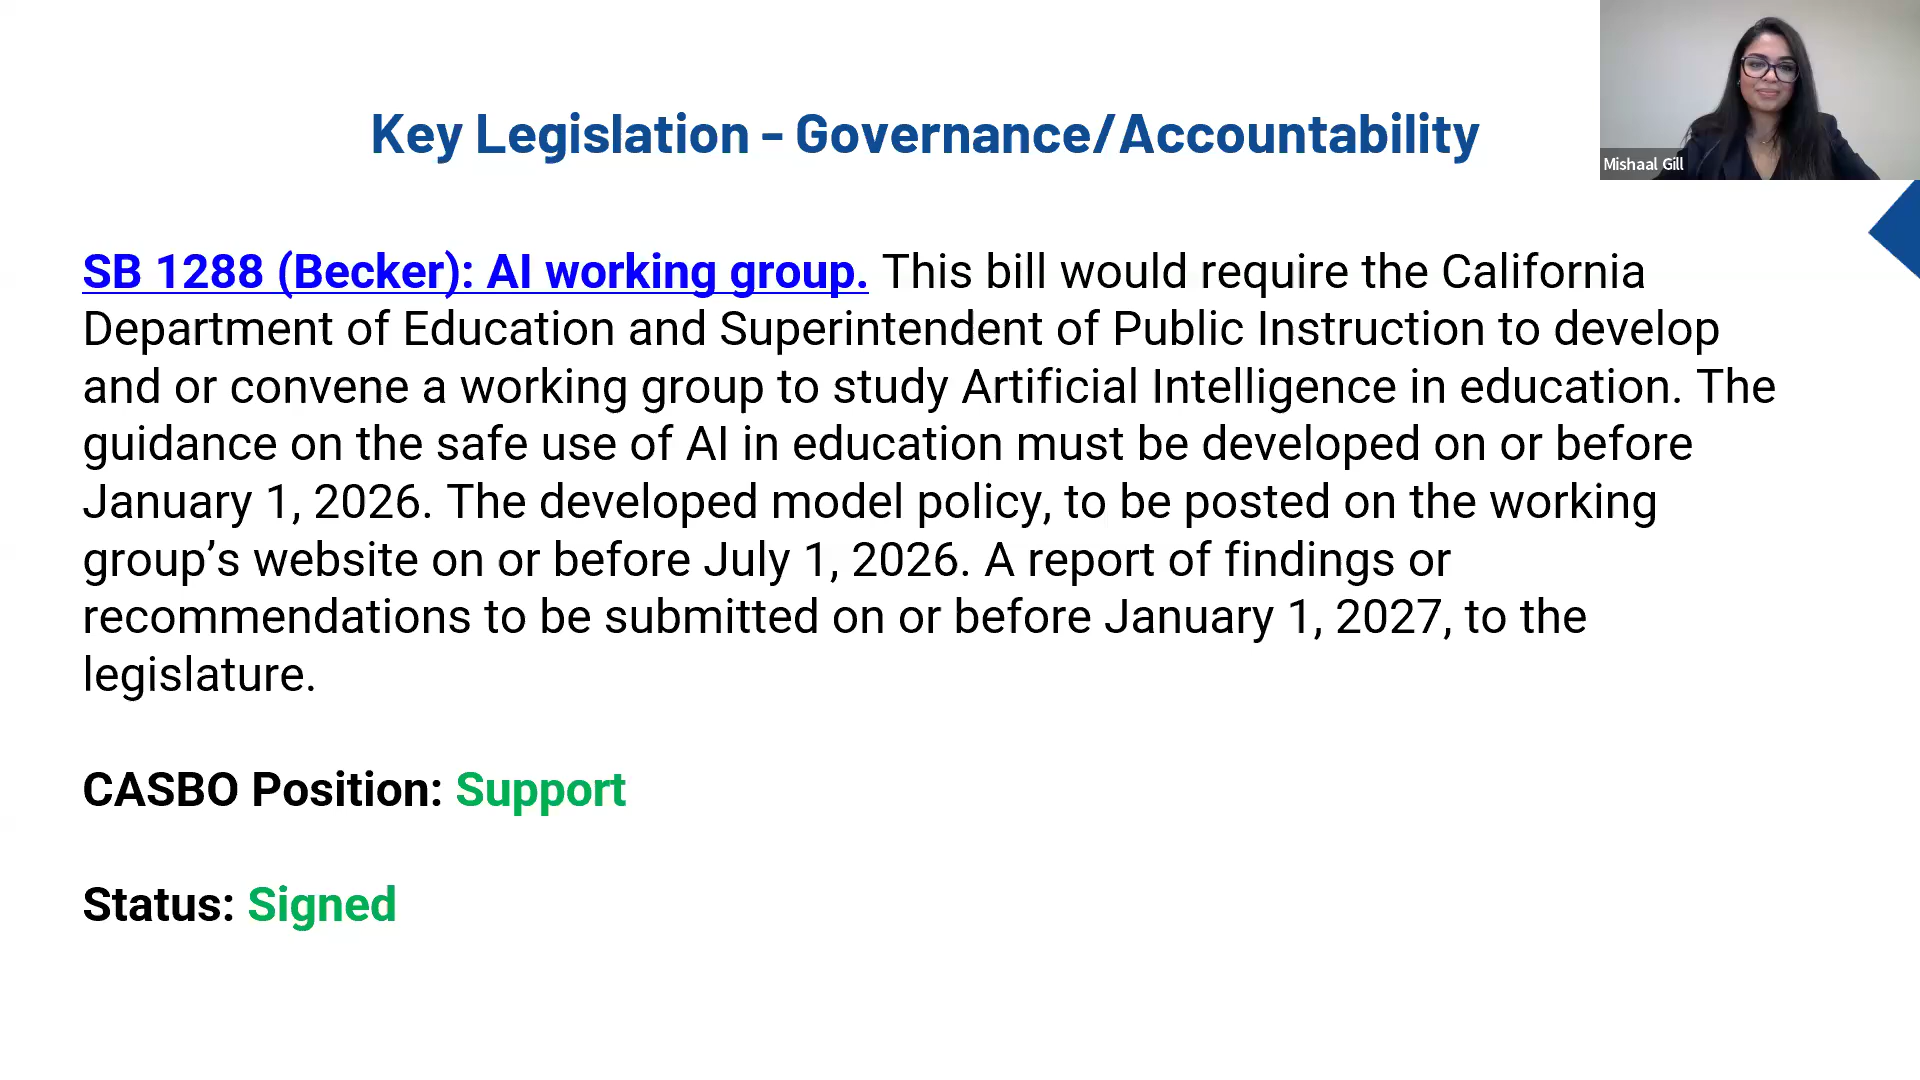 Key Legislation - Governance/Accountability
Mishaal Gill
SB 1288 (Becker): AI working group. This bill would require the California
Department of Education and Superintendent of Public Instruction to develop
and or convene a working group to study Artificial Intelligence in education. The
guidance on the safe use of AI in education must be developed on or before
January 1, 2026. The developed model policy, to be posted on the working
group’s website on or before July 1, 2026. A report of findings or
recommendations to be submitted on or before January 1, 2027, to the
legislature.
CASBO Position: Support
Status: Signed